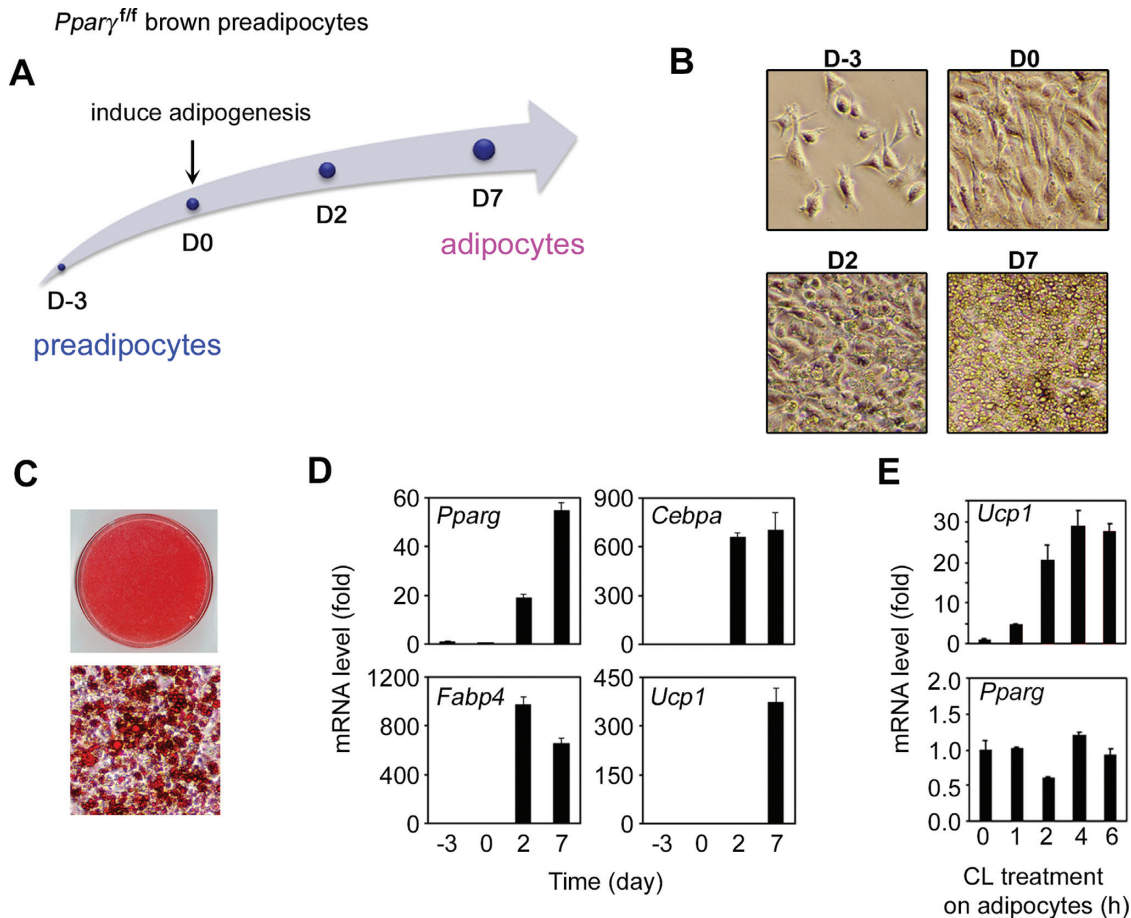 Pparγf/f brown preadipocytes
A
induce adipogenesis
D-3
D0
D2
D7
preadipocytes
adipocytes
B
D-3
D0
D2
D7
C
D
mRNA level (fold)
Pparg
60
40
20
0
Cebpa
900
600
300
0
Fabp4
1200
800
400
0
Ucp1
450
300
150
0
-3 0 2 7
-3 0 2 7
Time (day)
E
mRNA level (fold)
Ucp1
30
20
10
0
Pparg
2.0
1.5
1.0
0.5
0.0
0 1 2 4 6
CL treatment
on adipocytes (h)